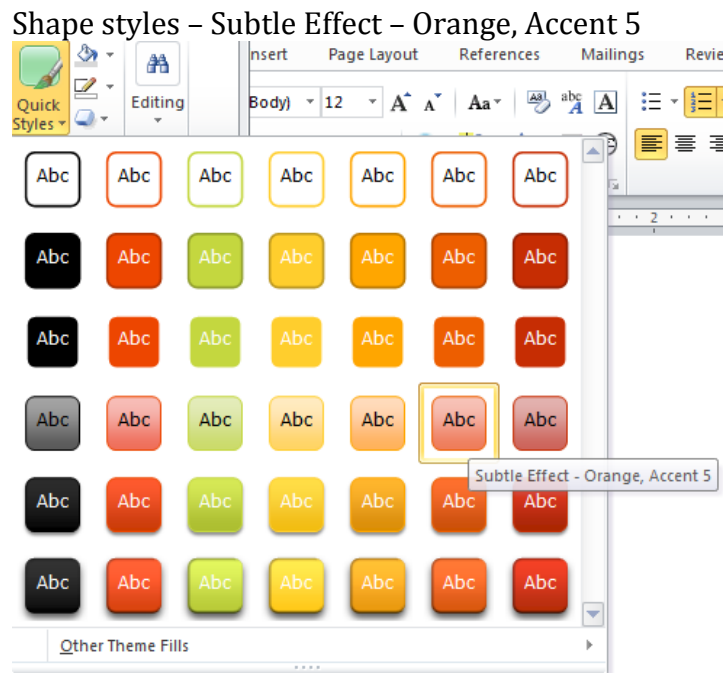 Shape styles – Subtle Effect – Orange, Accent 5
nsert Page Layout References Mailings Revie
Quick Styles Editing
Body) 12 A A Aa Aa abc A A
Abc Abc Abc Abc Abc Abc Abc
2
Abc Abc Abc Abc Abc Abc Abc
Abc Abc Abc Abc Abc Abc Abc
Abc Abc Abc Abc Abc Abc Abc
Subtle Effect - Orange, Accent 5
Abc Abc Abc Abc Abc Abc Abc
Abc Abc Abc Abc Abc Abc Abc
Other Theme Fills